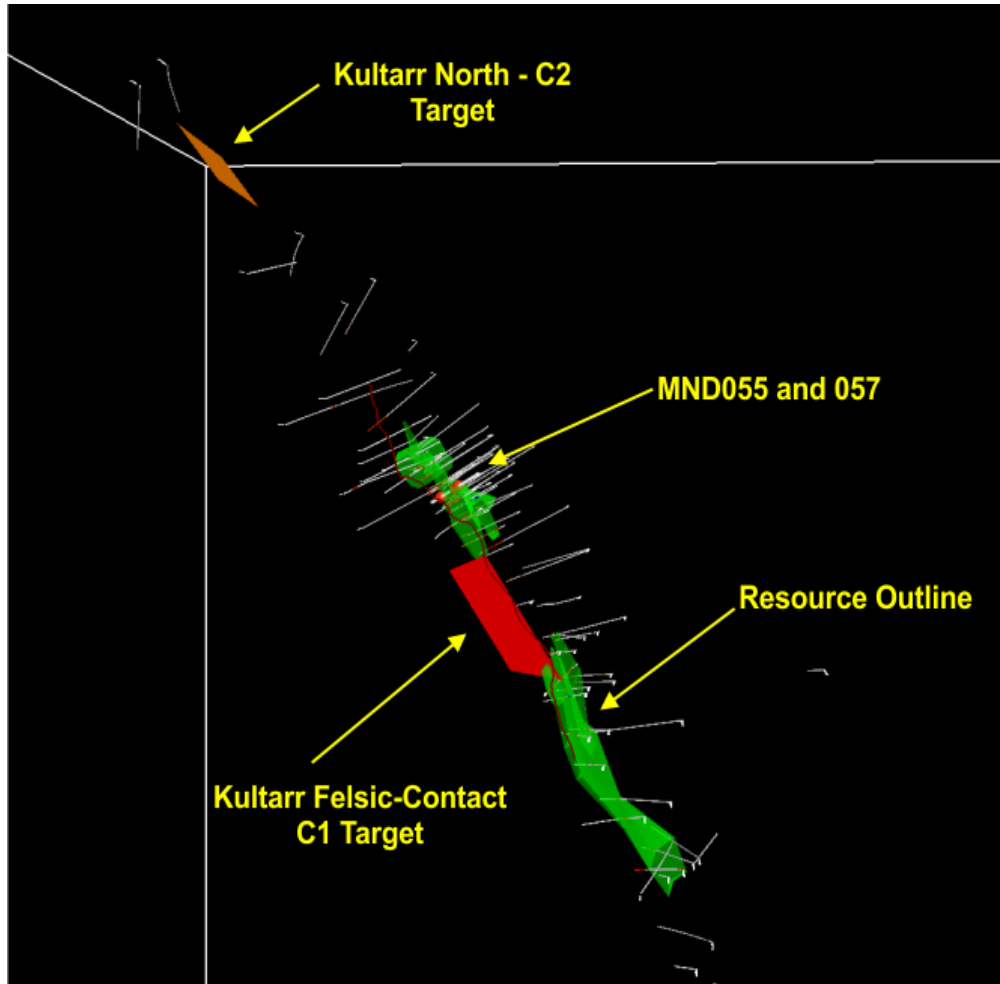 Kultarr North - C2
Target
MND055 and 057
Resource Outline
Kultarr Felsic-Contact
C1 Target